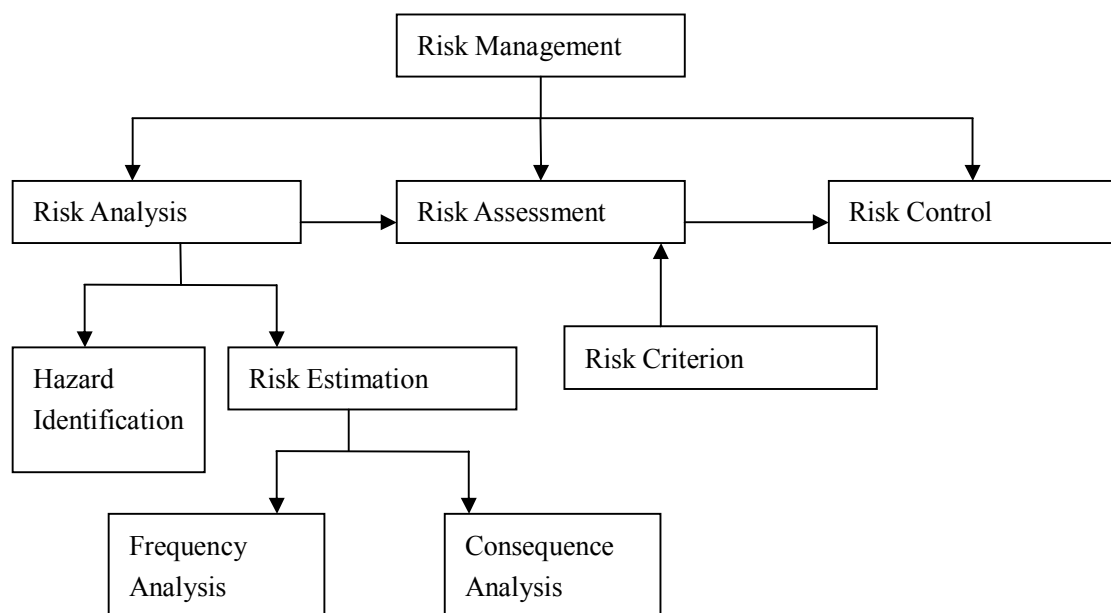 Risk Management
Risk Analysis
Risk Assessment
Risk Control
Hazard
Identification
Risk Estimation
Risk Criterion
Frequency
Analysis
Consequence
Analysis